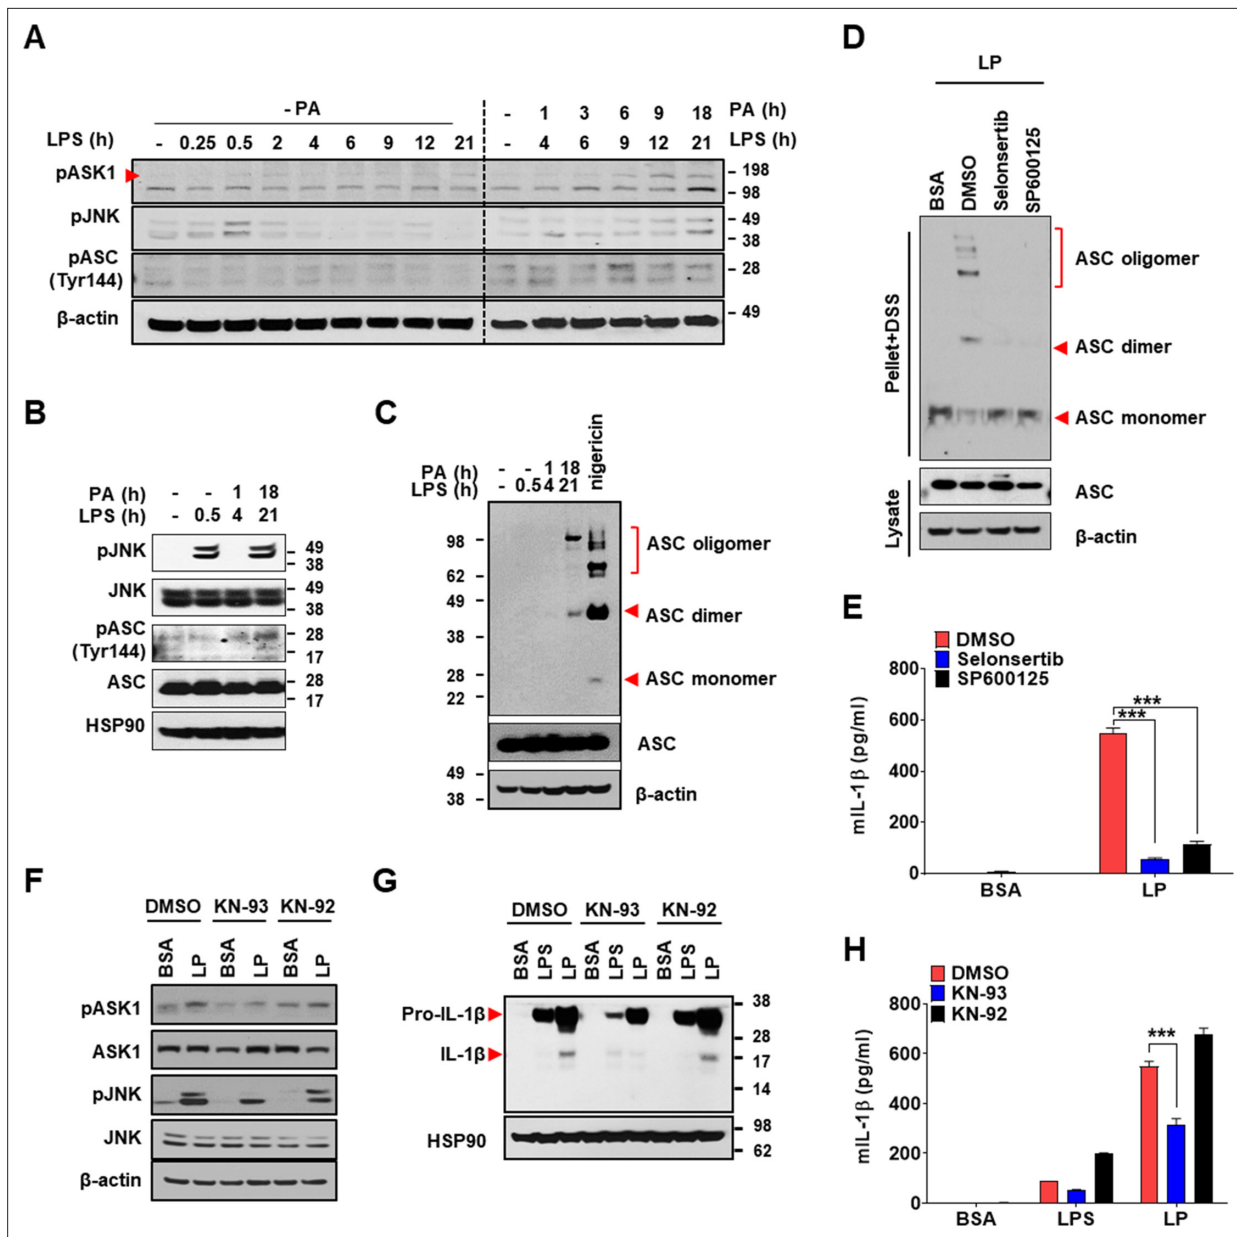 A
- PA
- 1 3 6 9 18 PA (h)
LPS (h) - 0.25 0.5 2 4 6 9 12 21 4 6 9 12 21 LPS (h)
pASK1
- 198
- 98
pJNK
- 49
- 38
pASC
(Tyr144)
- 28
β-actin
- 49
B
PA (h) - - 1 18
LPS (h) - 0.5 4 21
pJNK
49
38
JNK
49
38
pASC
(Tyr144)
28
17
ASC
28
17
HSP90
C
PA (h) - - 1 18
LPS (h) - 0.5 4 21
nigericin
98
62
49
38
28
22
ASC oligomer
ASC dimer
ASC monomer
ASC
49
38
β-actin
D
LP
BSA
DMSO
Selonsertib
SP600125
Pellet+DSS
ASC oligomer
ASC dimer
ASC monomer
Lysate
ASC
β-actin
E
DMSO
Selonsertib
SP600125
mIL-1β (pg/ml)
800
600
400
200
0
***
***
BSA LP
F
DMSO KN-93 KN-92
BSA LP BSA LP BSA LP
pASK1
ASK1
pJNK
JNK
β-actin
G
DMSO KN-93 KN-92
BSA LPS LP BSA LPS LP BSA LPS LP
Pro-IL-1β
IL-1β
38
28
17
14
HSP90
98
62
H
DMSO
KN-93
KN-92
mIL-1β (pg/ml)
800
600
400
200
0
***
BSA LPS LP